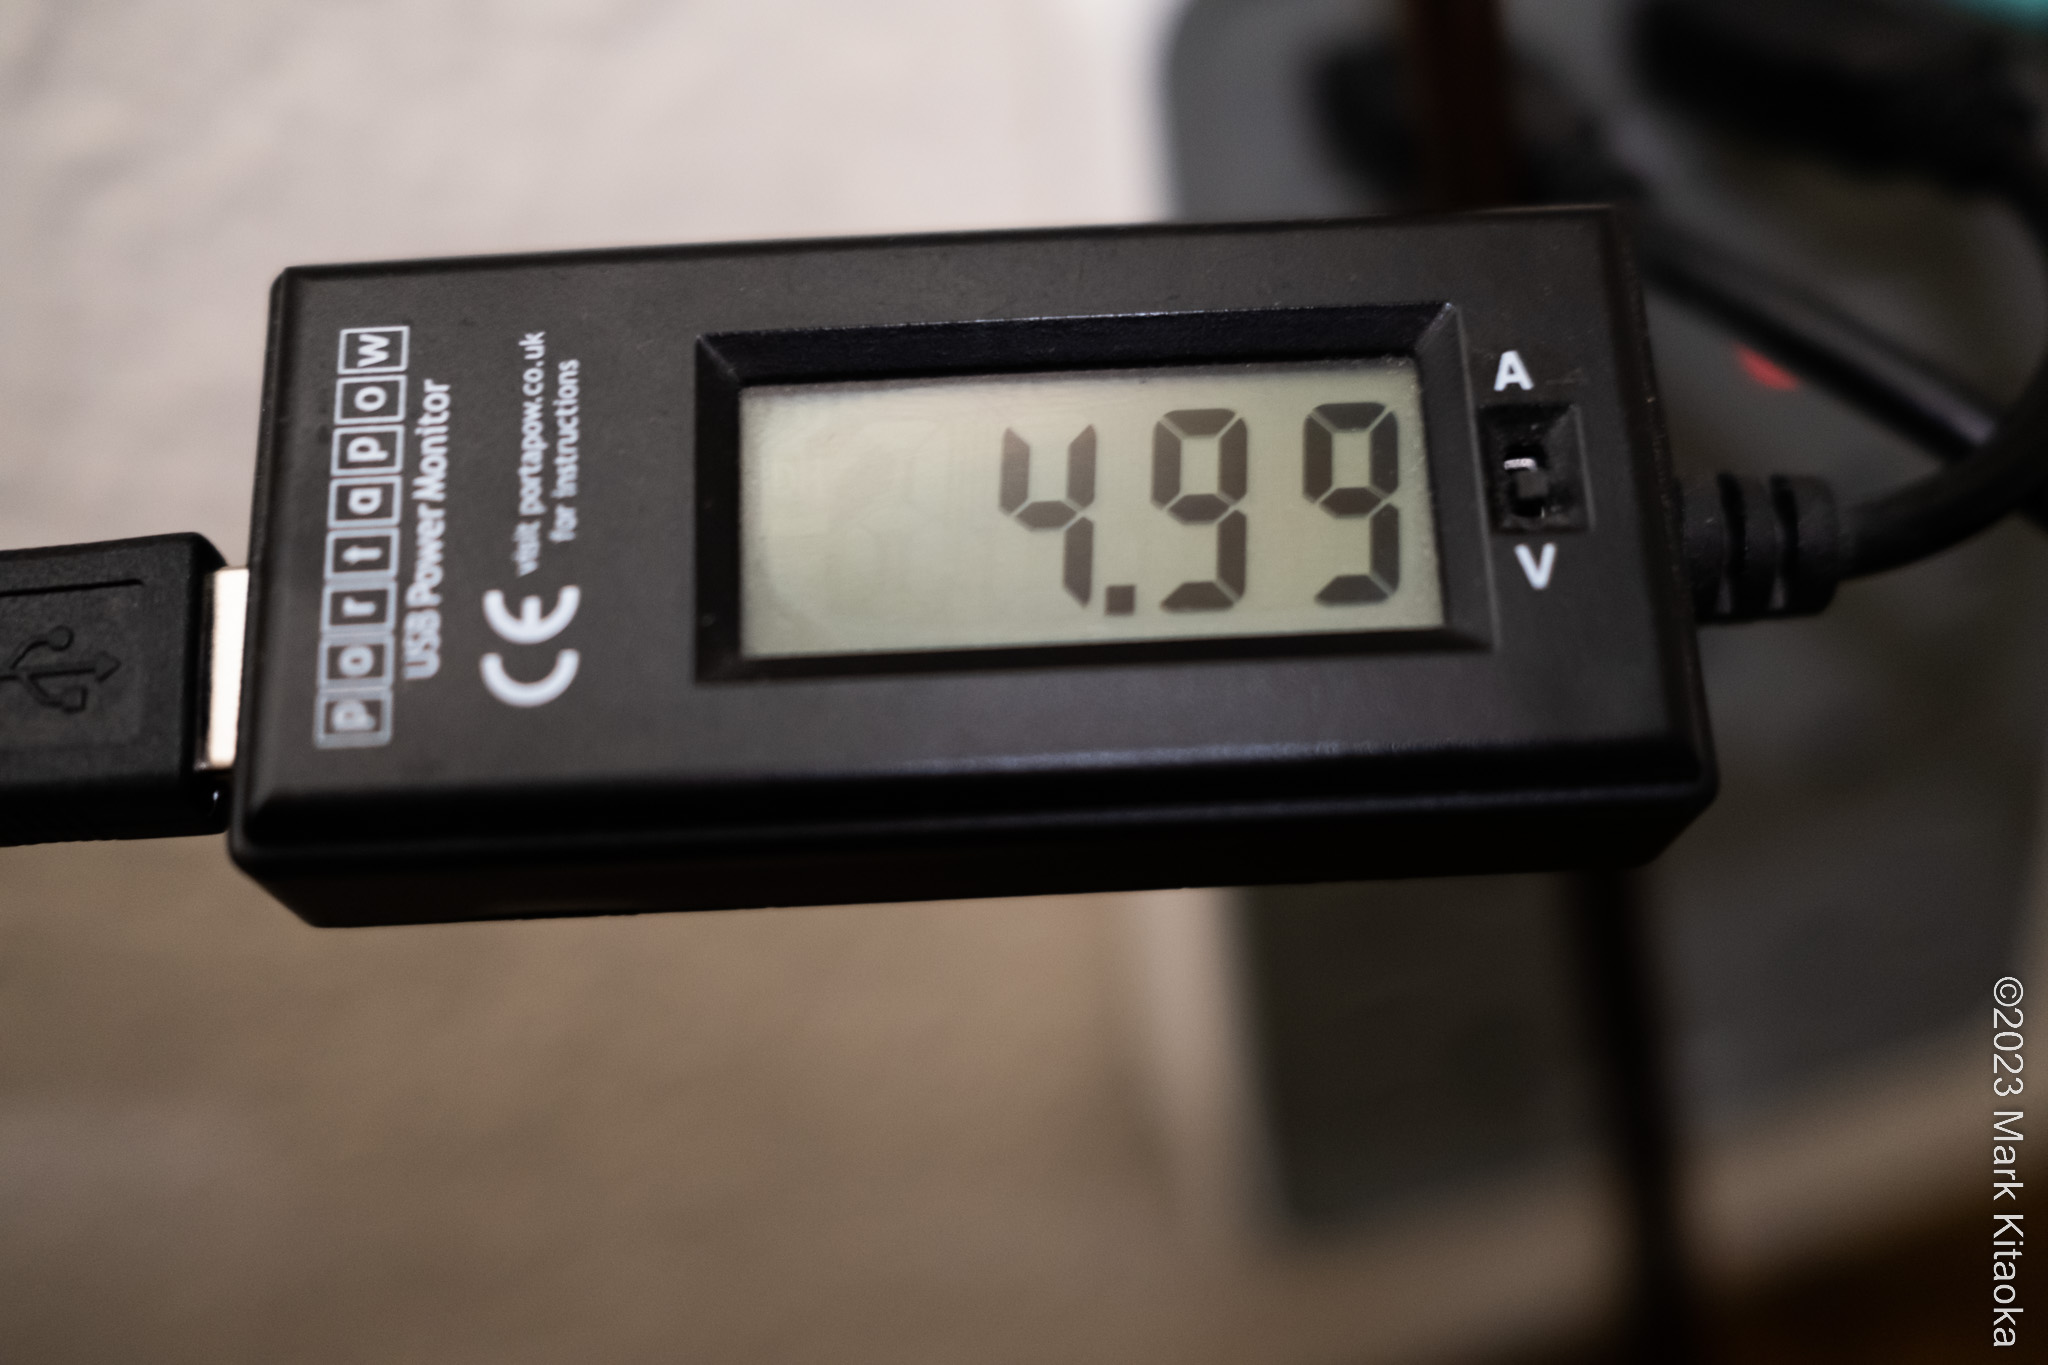 portapow
USB Power Monitor
CE
visit portapow.co.uk
for instructions
4.99
A
V
©2023 Mark Kitaoka